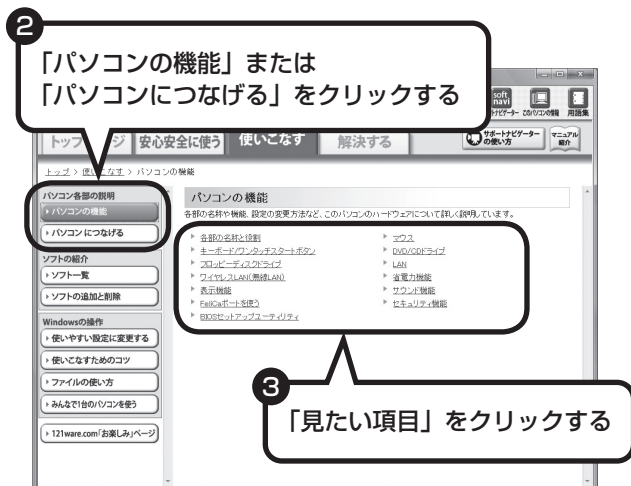 2
「パソコンの機能」または
「パソコンにつなげる」をクリックする
soft navi
トナビゲーター このパソコンの情報 用語集
トップ ジ 安心安全に使う 使いこなす 解決する
サポートナビゲーターの使い方 マニュアル紹介
トップ > 使いこなす > パソコンの機能
パソコン各部の説明
パソコンの機能
パソコンにつなげる
ソフトの紹介
ソフト一覧
ソフトの追加と削除
Windowsの操作
使いやすい設定に変更する
使いこなすためのコツ
ファイルの使い方
みんなで1台のパソコンを使う
121ware.com「お楽しみ」ページ
パソコンの機能
各部の名称や機能、設定の変更方法など、このパソコンのハードウェアについて詳しく説明しています。
各部の名称と役割
キーボード/ワンタッチスタートボタン
フロッピーディスクドライブ
ワイヤレスLAN(無線LAN)
表示機能
FeliCaポートを使う
BIOSセットアップユーティリティ
マウス
DVD/CDドライブ
LAN
省電力機能
サウンド機能
セキュリティ機能
3
「見たい項目」をクリックする